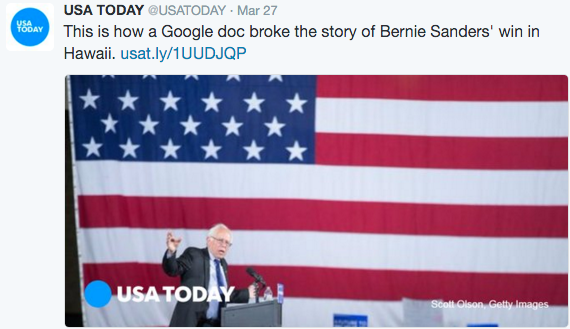 USA TODAY @USATODAY · Mar 27
USA TODAY
This is how a Google doc broke the story of Bernie Sanders' win in
Hawaii. usat.ly/1UUDJQP
USA TODAY
Scott Olson, Getty Images